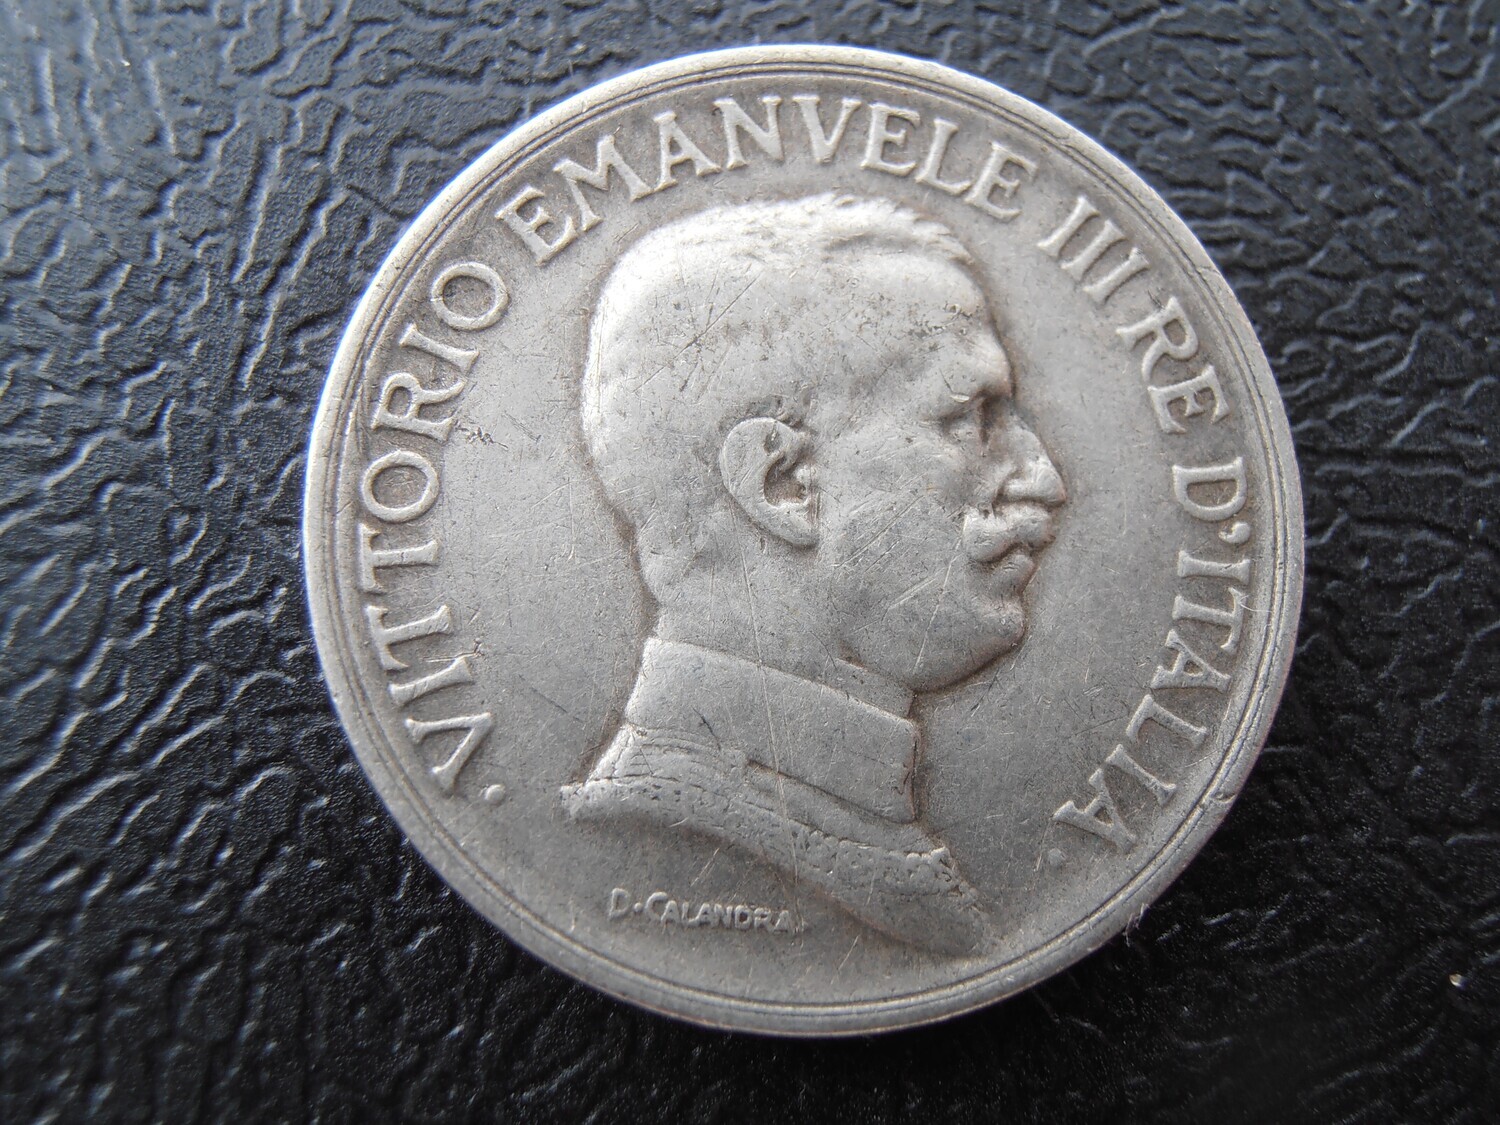 • VITTORIO EMANVELE III RE D'ITALIA •
D•CALANDRA